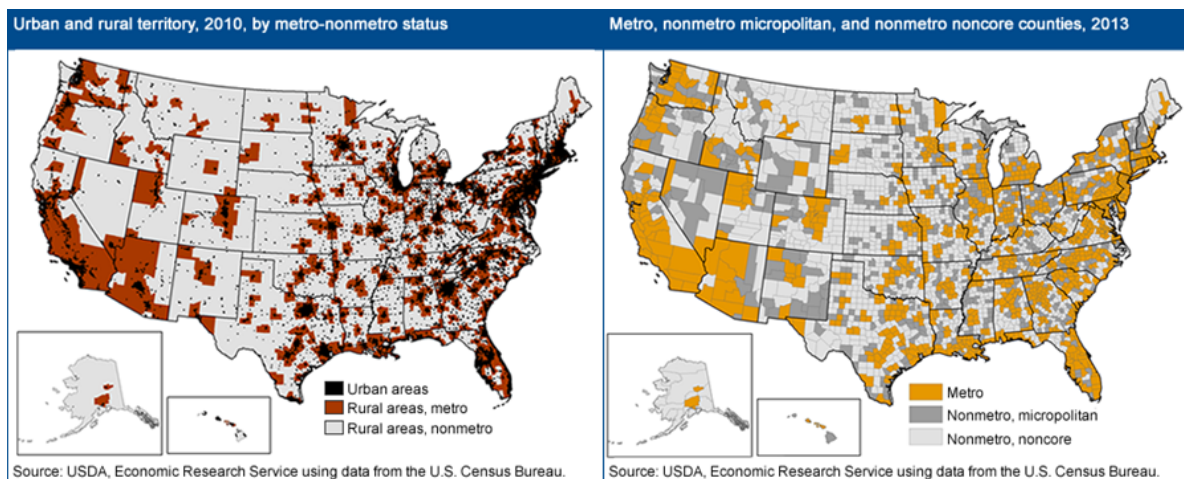 Urban and rural territory, 2010, by metro-nonmetro status
Urban areas
Rural areas, metro
Rural areas, nonmetro
Source: USDA, Economic Research Service using data from the U.S. Census Bureau.
Metro, nonmetro micropolitan, and nonmetro noncore counties, 2013
Metro
Nonmetro, micropolitan
Nonmetro, noncore
Source: USDA, Economic Research Service using data from the U.S. Census Bureau.